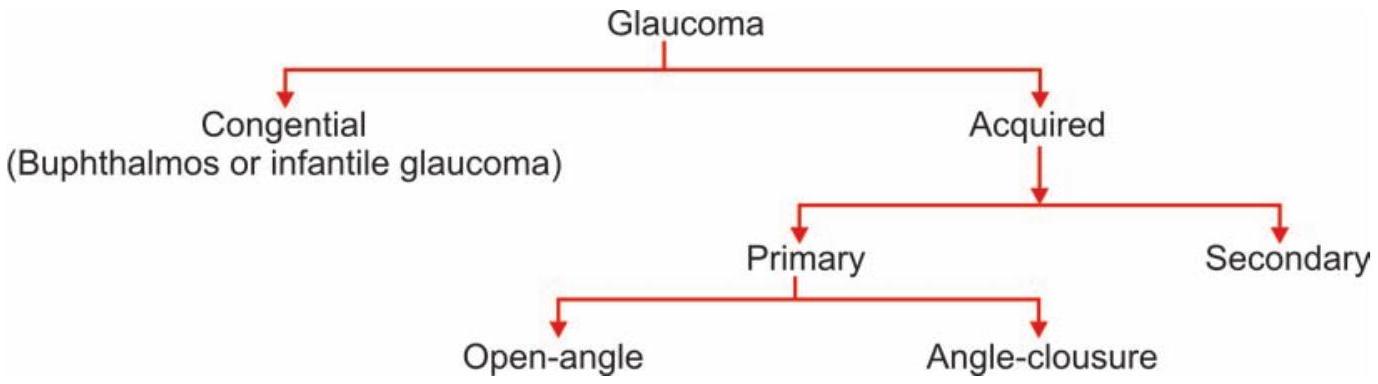 Glaucoma
Congential
(Buphthalmos or infantile glaucoma)
Acquired
Primary
Secondary
Open-angle
Angle-clousure